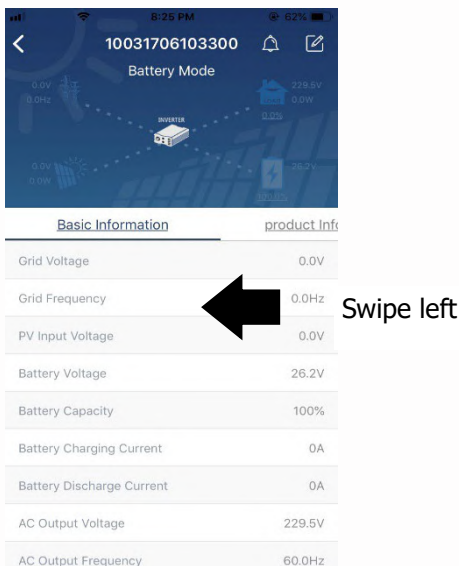 8:25 PM
62%
10031706103300
Battery Mode
0.0V
0.0Hz
229.5V
0.0W
0.0%
INVERTER
0.0V
0.0W
26.2V
100.0%
Basic Information
product Info
Grid Voltage 0.0V
Grid Frequency 0.0Hz
Swipe left
PV Input Voltage 0.0V
Battery Voltage 26.2V
Battery Capacity 100%
Battery Charging Current 0A
Battery Discharge Current 0A
AC Output Voltage 229.5V
AC Output Frequency 60.0Hz